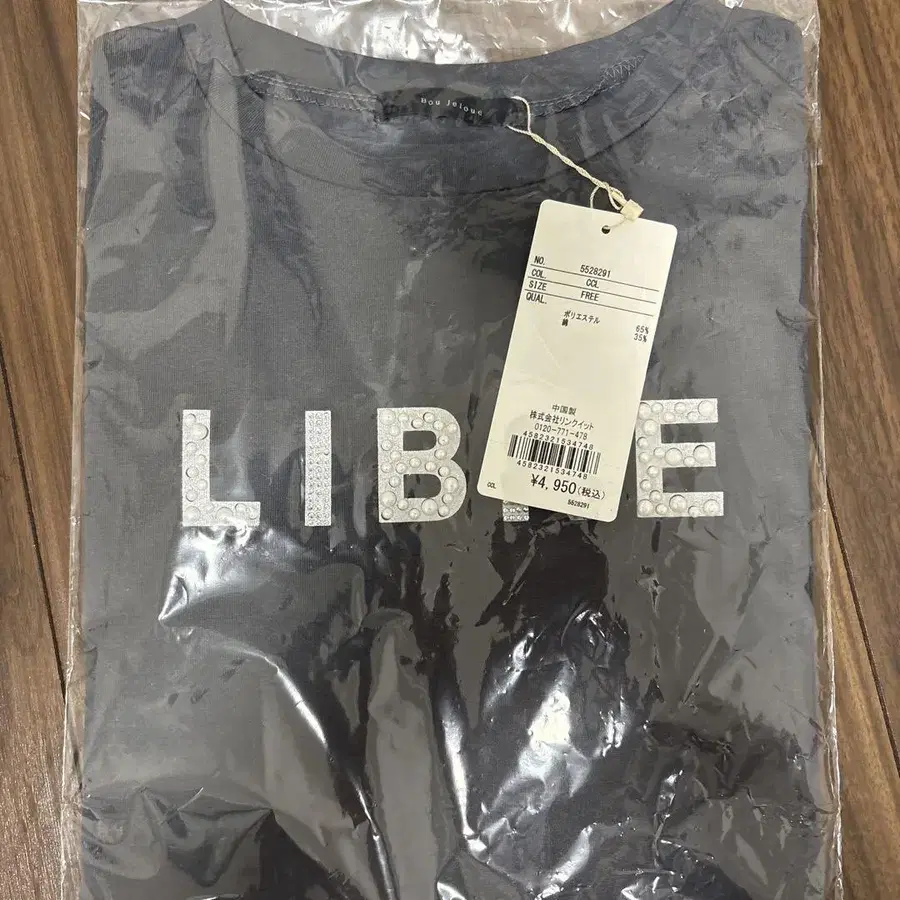 Mou Jeloue
NO. 5528291
COL. CCL
SIZE FREE
QUAL.
ポリエステル 65%
綿 35%
中国製
株式会社リンクイット
0120-771-478
4582321534748
4582321534748
¥4,950(税込)
CCL 5528291
LIB E